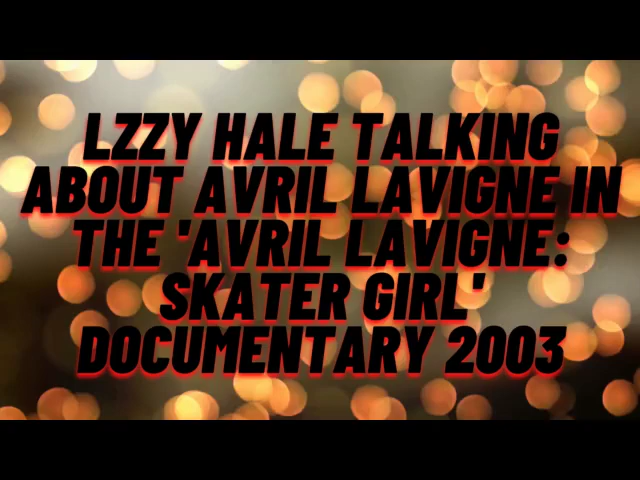 LZZY HALE TALKING
ABOUT AVRIL LAVIGNE IN
THE 'AVRIL LAVIGNE:
SKATER GIRL'
DOCUMENTARY 2003